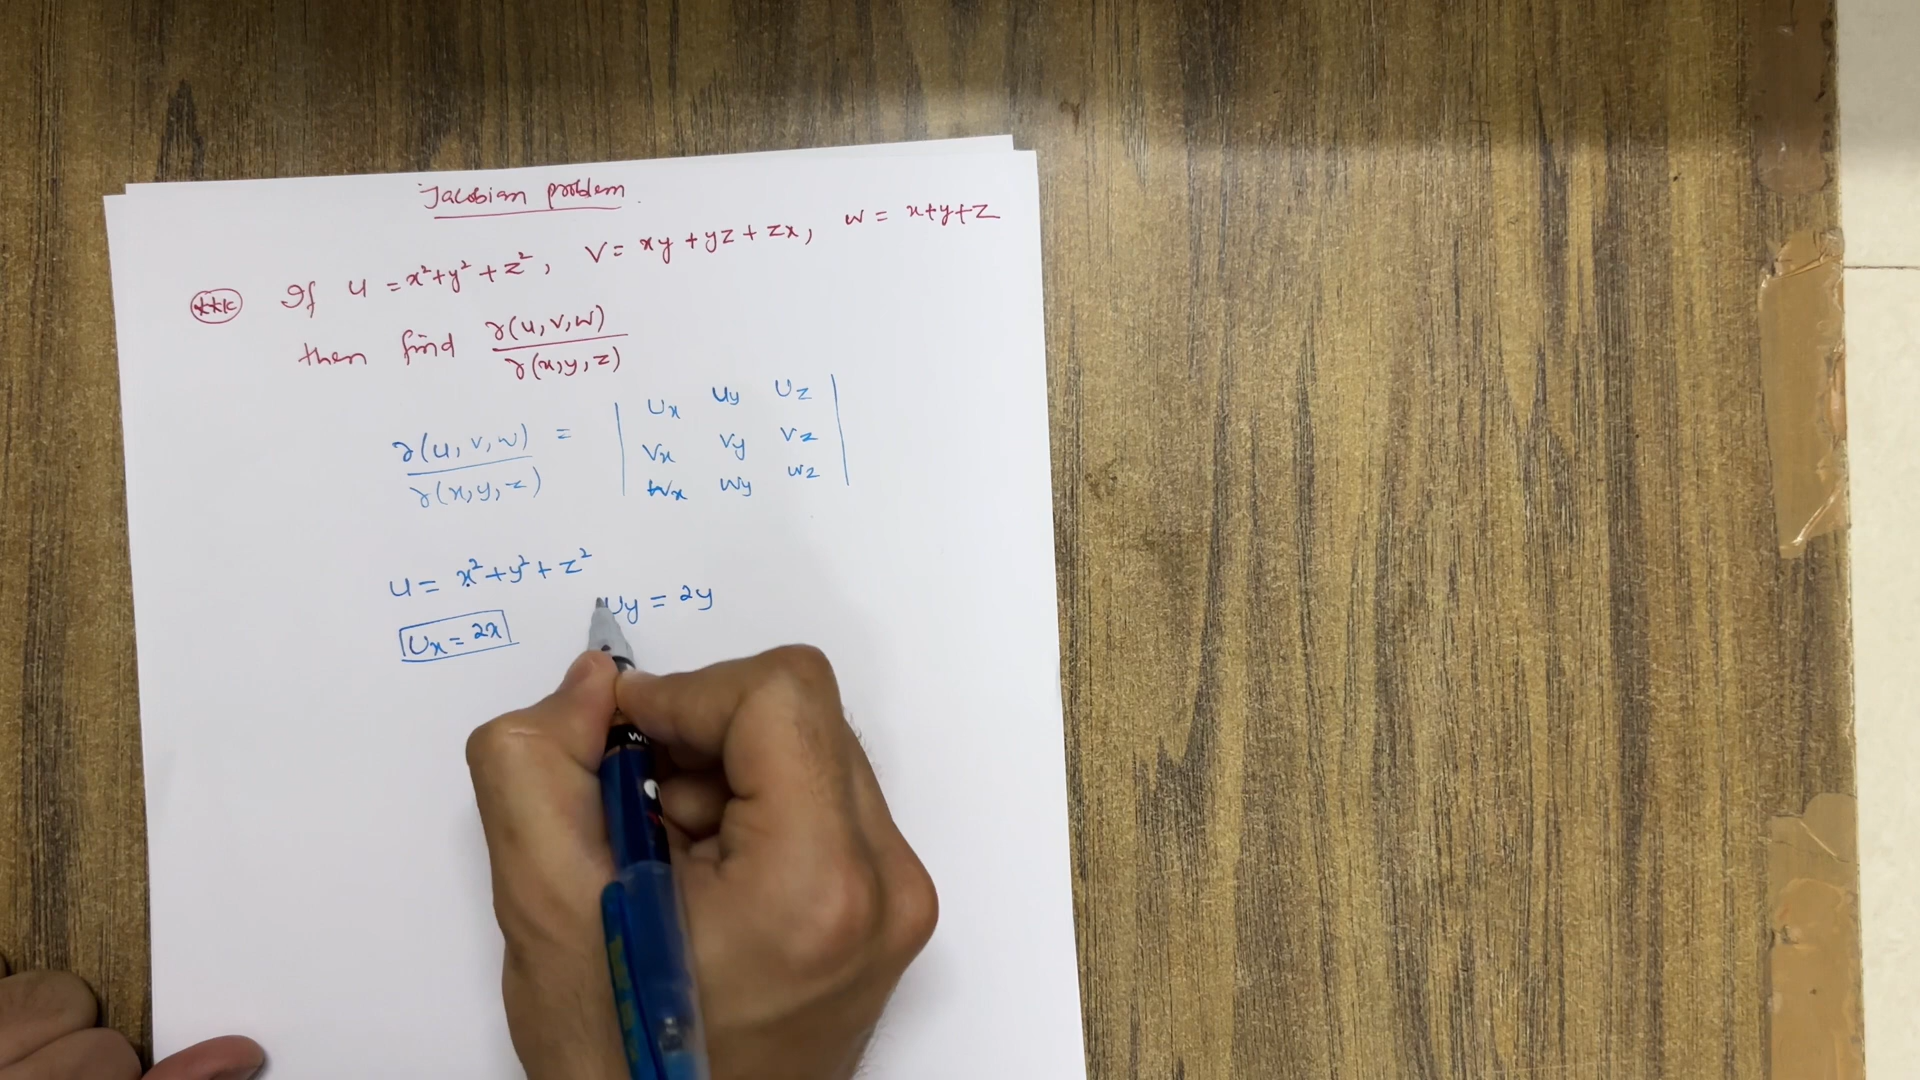 Jacobian problem.
*** If u = x²+y²+z², v = xy+yz+zx, w = x+y+z
then find ∂(u,v,w)/∂(x,y,z)
∂(u,v,w)/∂(x,y,z) = | Ux Uy Uz |
| Vx Vy Vz |
| Wx Wy Wz |
u = x²+y²+z²
Ux = 2x Uy = 2y